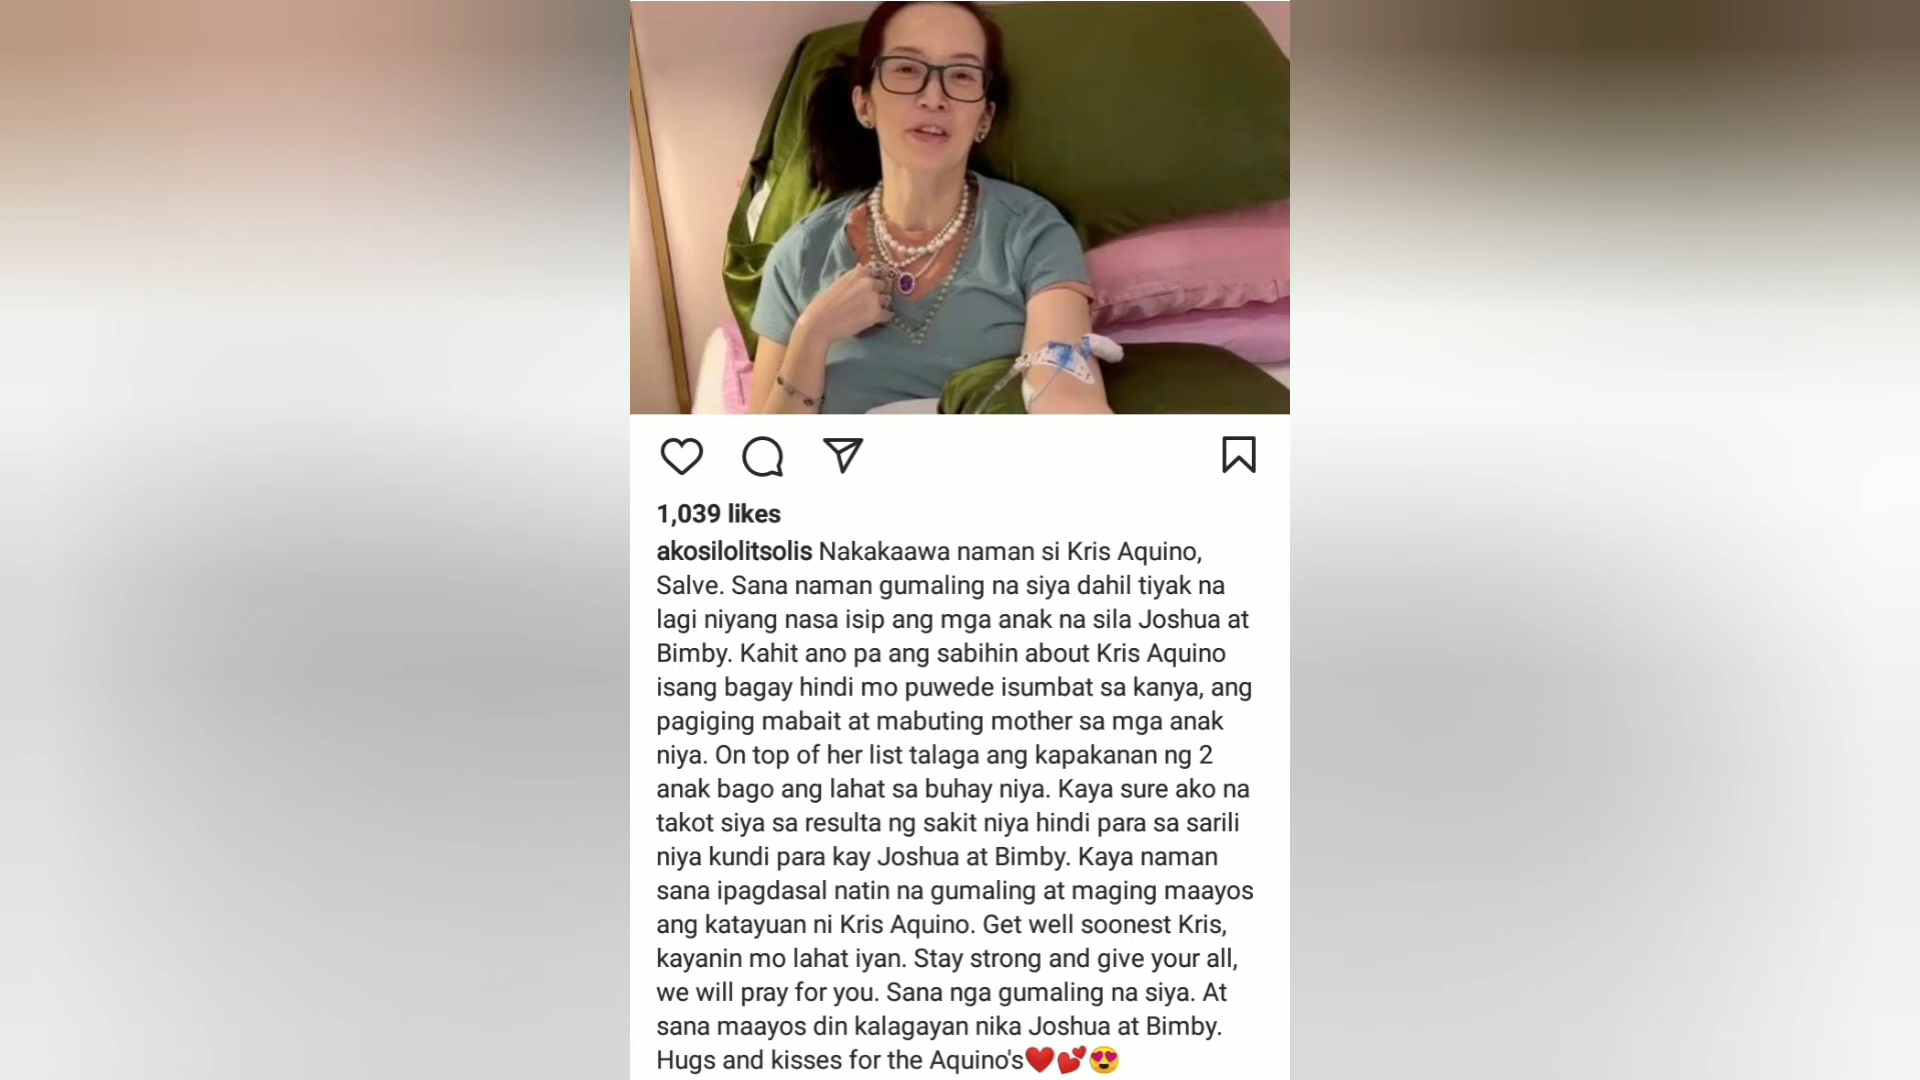 1,039 likes
akosilolitsolis Nakakaawa naman si Kris Aquino,
Salve. Sana naman gumaling na siya dahil tiyak na
lagi niyang nasa isip ang mga anak na sila Joshua at
Bimby. Kahit ano pa ang sabihin about Kris Aquino
isang bagay hindi mo puwede isumbat sa kanya, ang
pagiging mabait at mabuting mother sa mga anak
niya. On top of her list talaga ang kapakanan ng 2
anak bago ang lahat sa buhay niya. Kaya sure ako na
takot siya sa resulta ng sakit niya hindi para sa sarili
niya kundi para kay Joshua at Bimby. Kaya naman
sana ipagdasal natin na gumaling at maging maayos
ang katayuan ni Kris Aquino. Get well soonest Kris,
kayanin mo lahat iyan. Stay strong and give your all,
we will pray for you. Sana nga gumaling na siya. At
sana maayos din kalagayan nika Joshua at Bimby.
Hugs and kisses for the Aquino's❤️💕😍